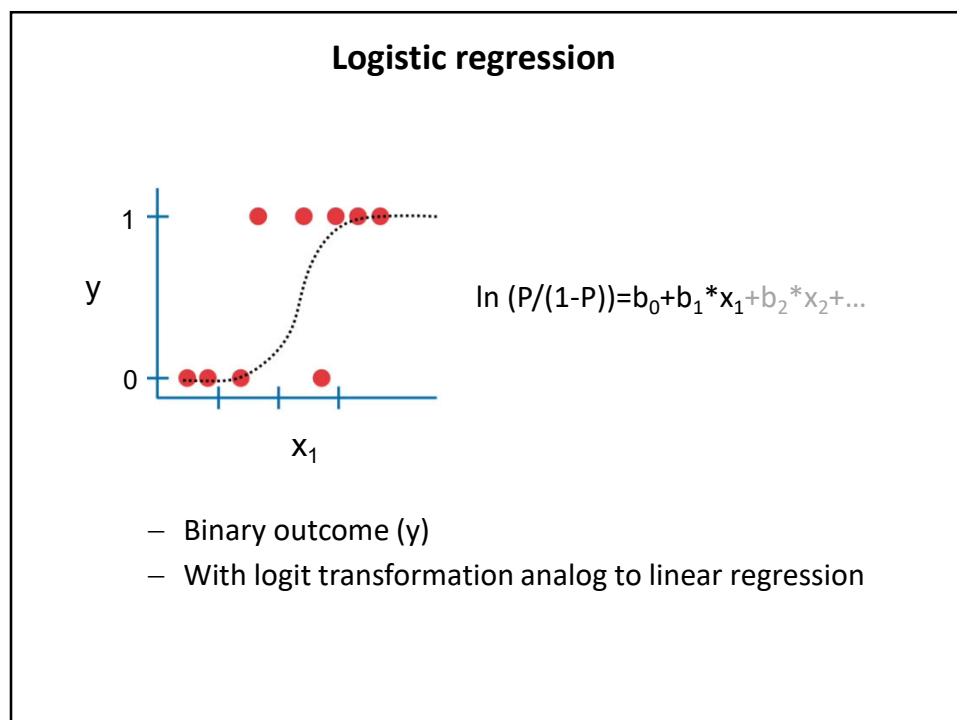 Logistic regression
1
y
0
x₁
ln (P/(1-P))=b₀+b₁*x₁+b₂*x₂+...
– Binary outcome (y)
– With logit transformation analog to linear regression